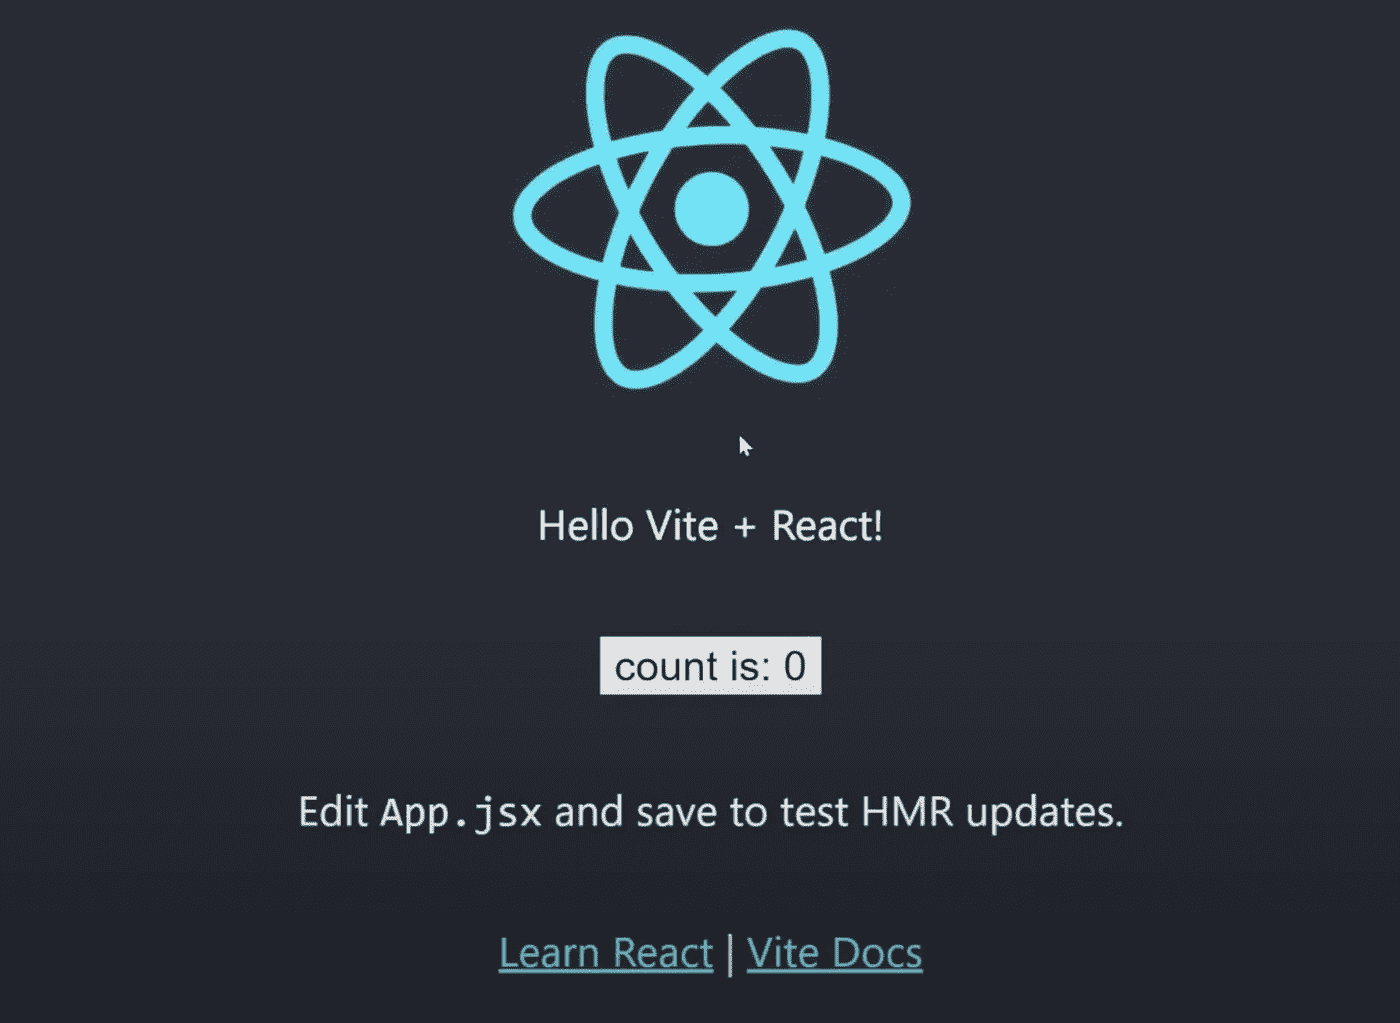 Hello Vite + React!
count is: 0
Edit App.jsx and save to test HMR updates.
Learn React | Vite Docs